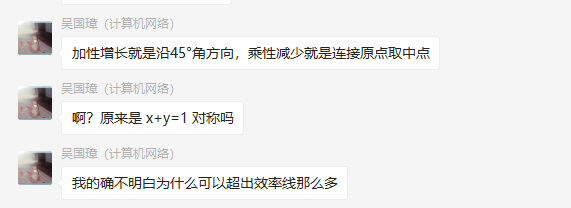 吴国璋（计算机网络）
加性增长就是沿45°角方向，乘性减少就是连接原点取中点
吴国璋（计算机网络）
啊？原来是 x+y=1 对称吗
吴国璋（计算机网络）
我的确不明白为什么可以超出效率线那么多